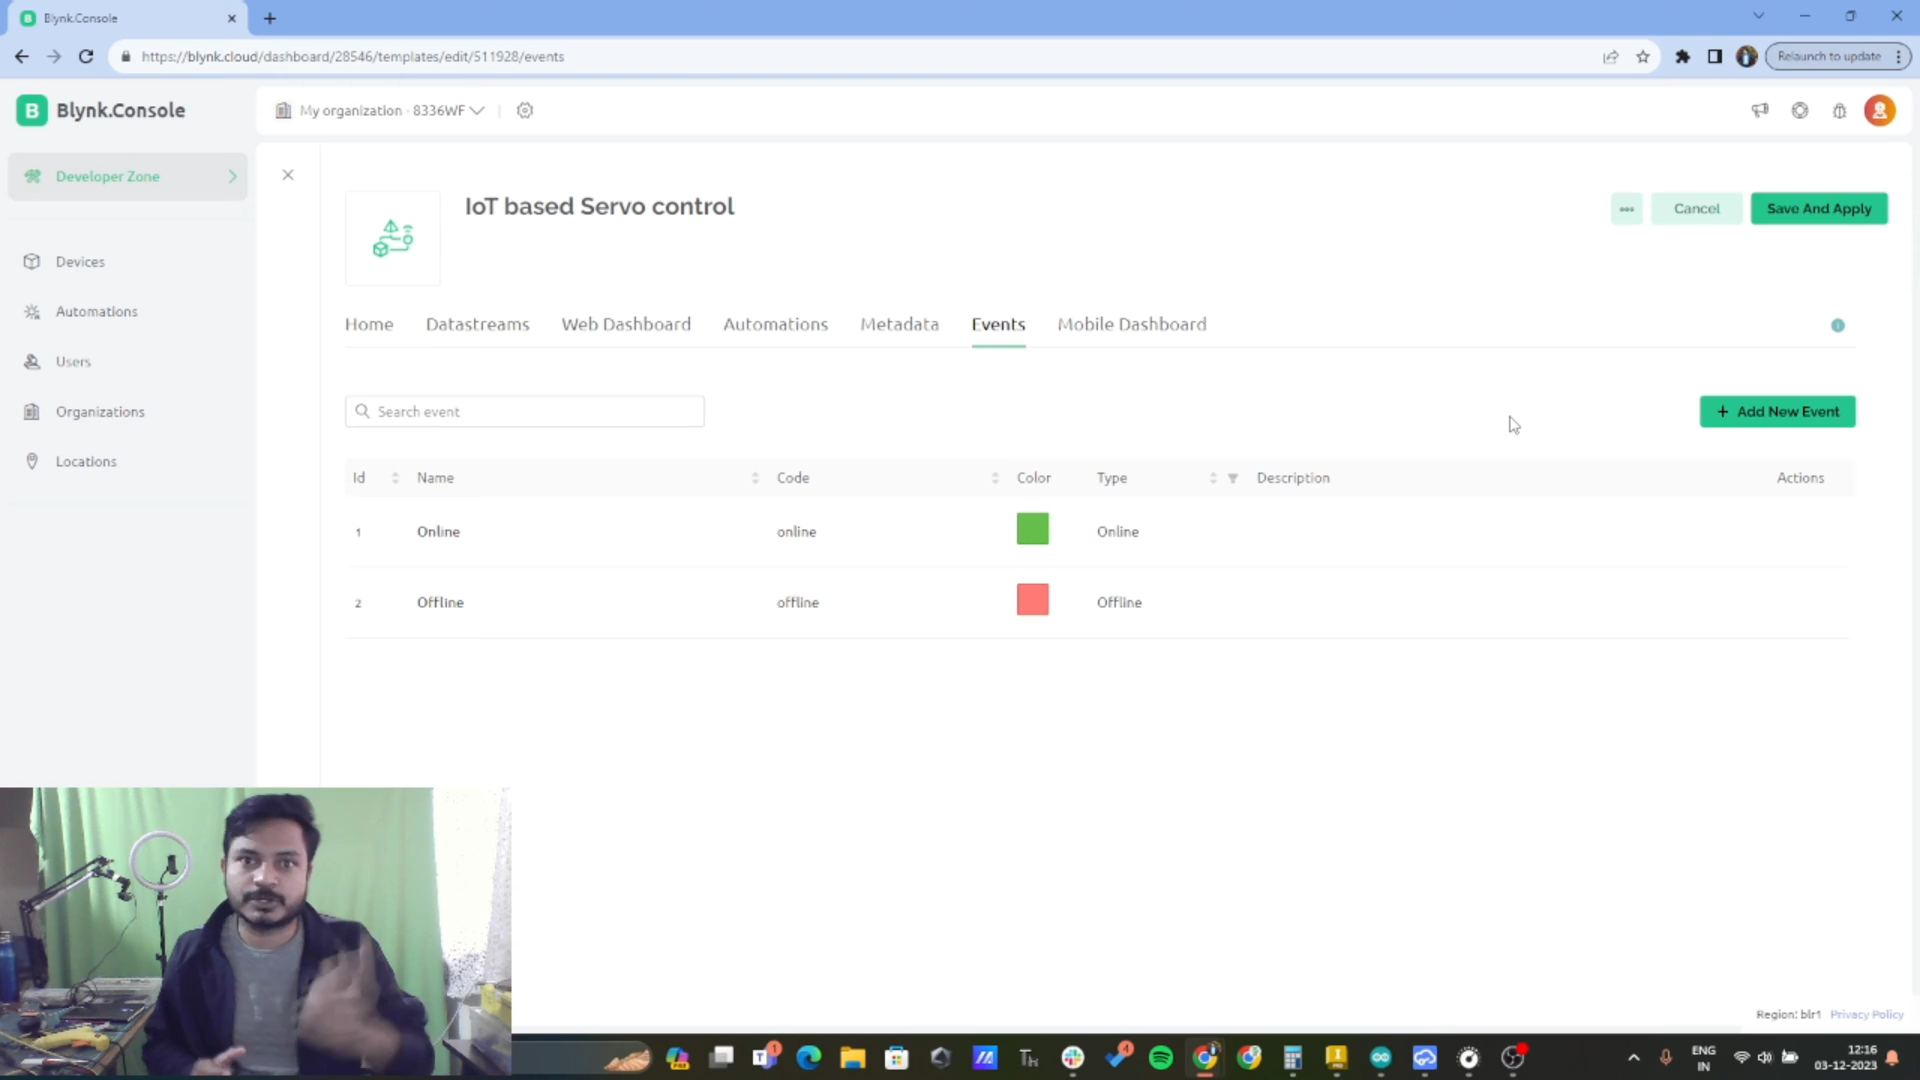 Blynk.Console
https://blynk.cloud/dashboard/28546/templates/edit/511928/events
Relaunch to update
B Blynk.Console
My organization - 8336WF
Developer Zone
Devices
Automations
Users
Organizations
Locations
IoT based Servo control
Cancel
Save And Apply
Home
Datastreams
Web Dashboard
Automations
Metadata
Events
Mobile Dashboard
Search event
+ Add New Event
Id
Name
Code
Color
Type
Description
Actions
1
Online
online
Online
2
Offline
offline
Offline
Region: blr1
Privacy Policy
ENG
IN
12:16
03-12-2023